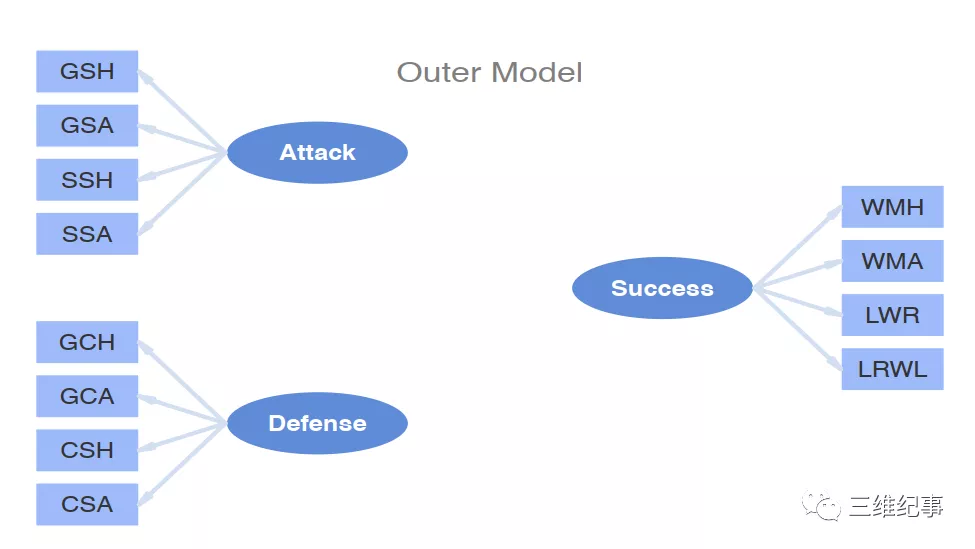 Outer Model
GSH
GSA
SSH
SSA
Attack
GCH
GCA
CSH
CSA
Defense
Success
WMH
WMA
LWR
LRWL
三维纪事